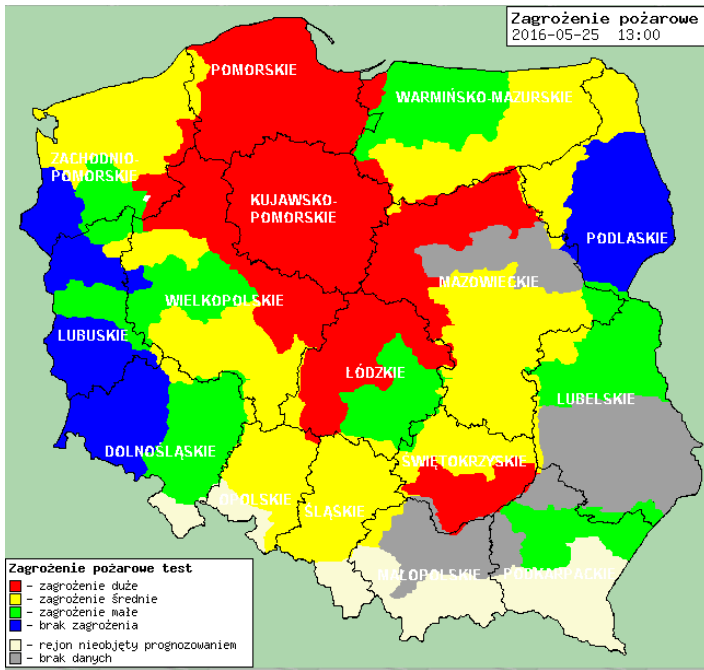 Zagrożenie pożarowe
2016-05-25 13:00
POMORSKIE
WARMIŃSKO-MAZURSKIE
ZACHODNIO-
POMORSKIE
KUJAWSKO-
POMORSKIE
PODLASKIE
MAZOWIECKIE
WIELKOPOLSKIE
LUBUSKIE
ŁÓDZKIE
LUBELSKIE
DOLNOŚLĄSKIE
ŚWIĘTOKRZYSKIE
OPOLSKIE
ŚLĄSKIE
MAŁOPOLSKIE
PODKARPACKIE
Zagrożenie pożarowe test
- zagrożenie duże
- zagrożenie średnie
- zagrożenie małe
- brak zagrożenia
- rejon nieobjęty prognozowaniem
- brak danych